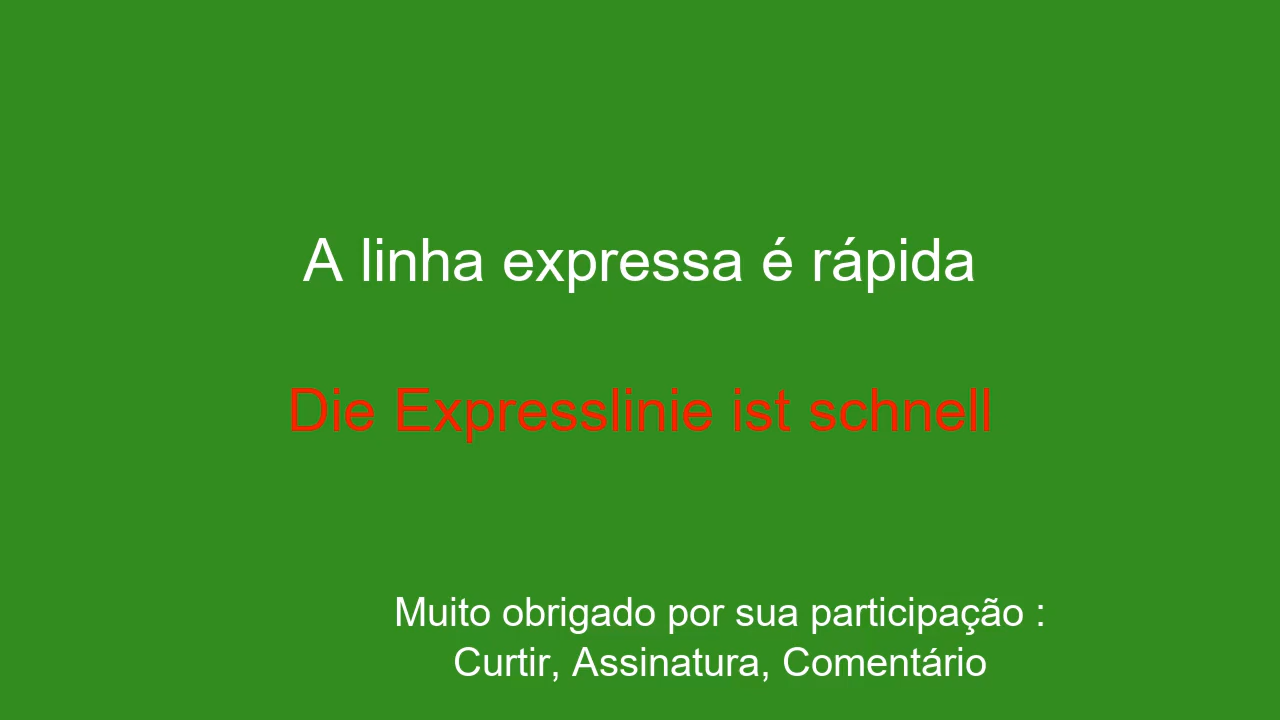 A linha expressa é rápida
Die Expresslinie ist schnell
Muito obrigado por sua participação :
Curtir, Assinatura, Comentário